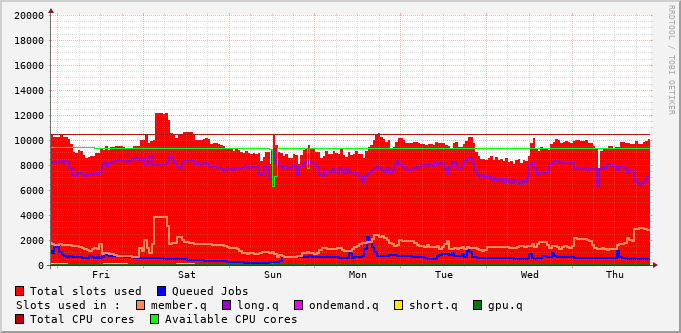 20000
18000
16000
14000
12000
10000
8000
6000
4000
2000
0
Fri Sat Sun Mon Tue Wed Thu
Total slots used Queued Jobs
Slots used in : member.q long.q ondemand.q short.q gpu.q
Total CPU cores Available CPU cores
RRDTOOL / TOBI OETIKER